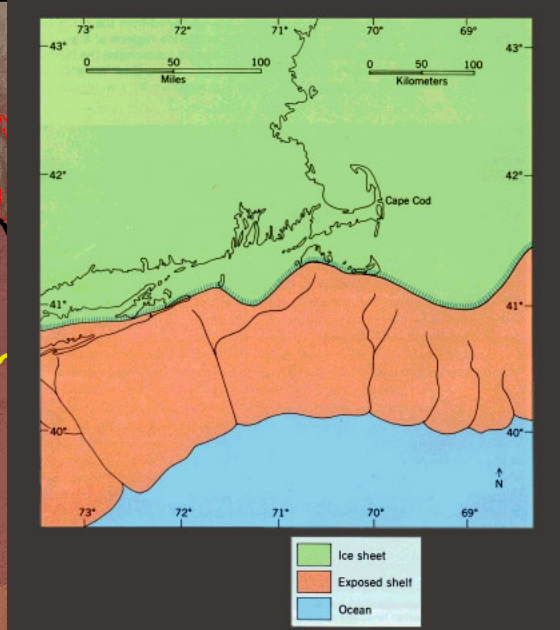 73° 72° 71° 70° 69°
43° 43°
0 50 100
Miles
0 50 100
Kilometers
42° 42°
Cape Cod
41° 41°
40° 40°
N
73° 72° 71° 70° 69°
Ice sheet
Exposed shelf
Ocean